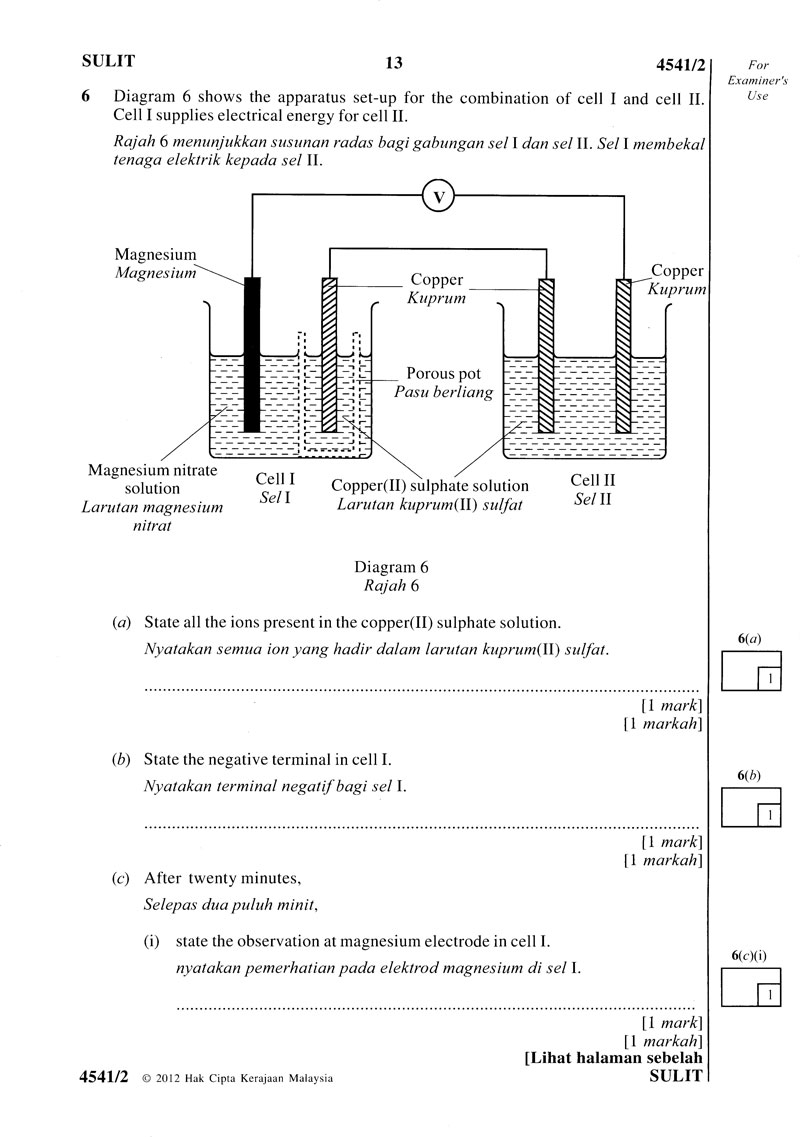 SULIT
13
4541/2
For
Examiner's
Use
6 Diagram 6 shows the apparatus set-up for the combination of cell I and cell II.
Cell I supplies electrical energy for cell II.
Rajah 6 menunjukkan susunan radas bagi gabungan sel I dan sel II. Sel I membekal
tenaga elektrik kepada sel II.
V
Magnesium
Magnesium
Copper
Kuprum
Copper
Kuprum
Porous pot
Pasu berliang
Magnesium nitrate
solution
Larutan magnesium
nitrat
Cell I
Sel I
Copper(II) sulphate solution
Larutan kuprum(II) sulfat
Cell II
Sel II
Diagram 6
Rajah 6
(a) State all the ions present in the copper(II) sulphate solution.
Nyatakan semua ion yang hadir dalam larutan kuprum(II) sulfat.
6(a)
1
[1 mark]
[1 markah]
(b) State the negative terminal in cell I.
Nyatakan terminal negatif bagi sel I.
6(b)
1
[1 mark]
[1 markah]
(c) After twenty minutes,
Selepas dua puluh minit,
(i) state the observation at magnesium electrode in cell I.
nyatakan pemerhatian pada elektrod magnesium di sel I.
6(c)(i)
1
[1 mark]
[1 markah]
[Lihat halaman sebelah
4541/2 © 2012 Hak Cipta Kerajaan Malaysia
SULIT